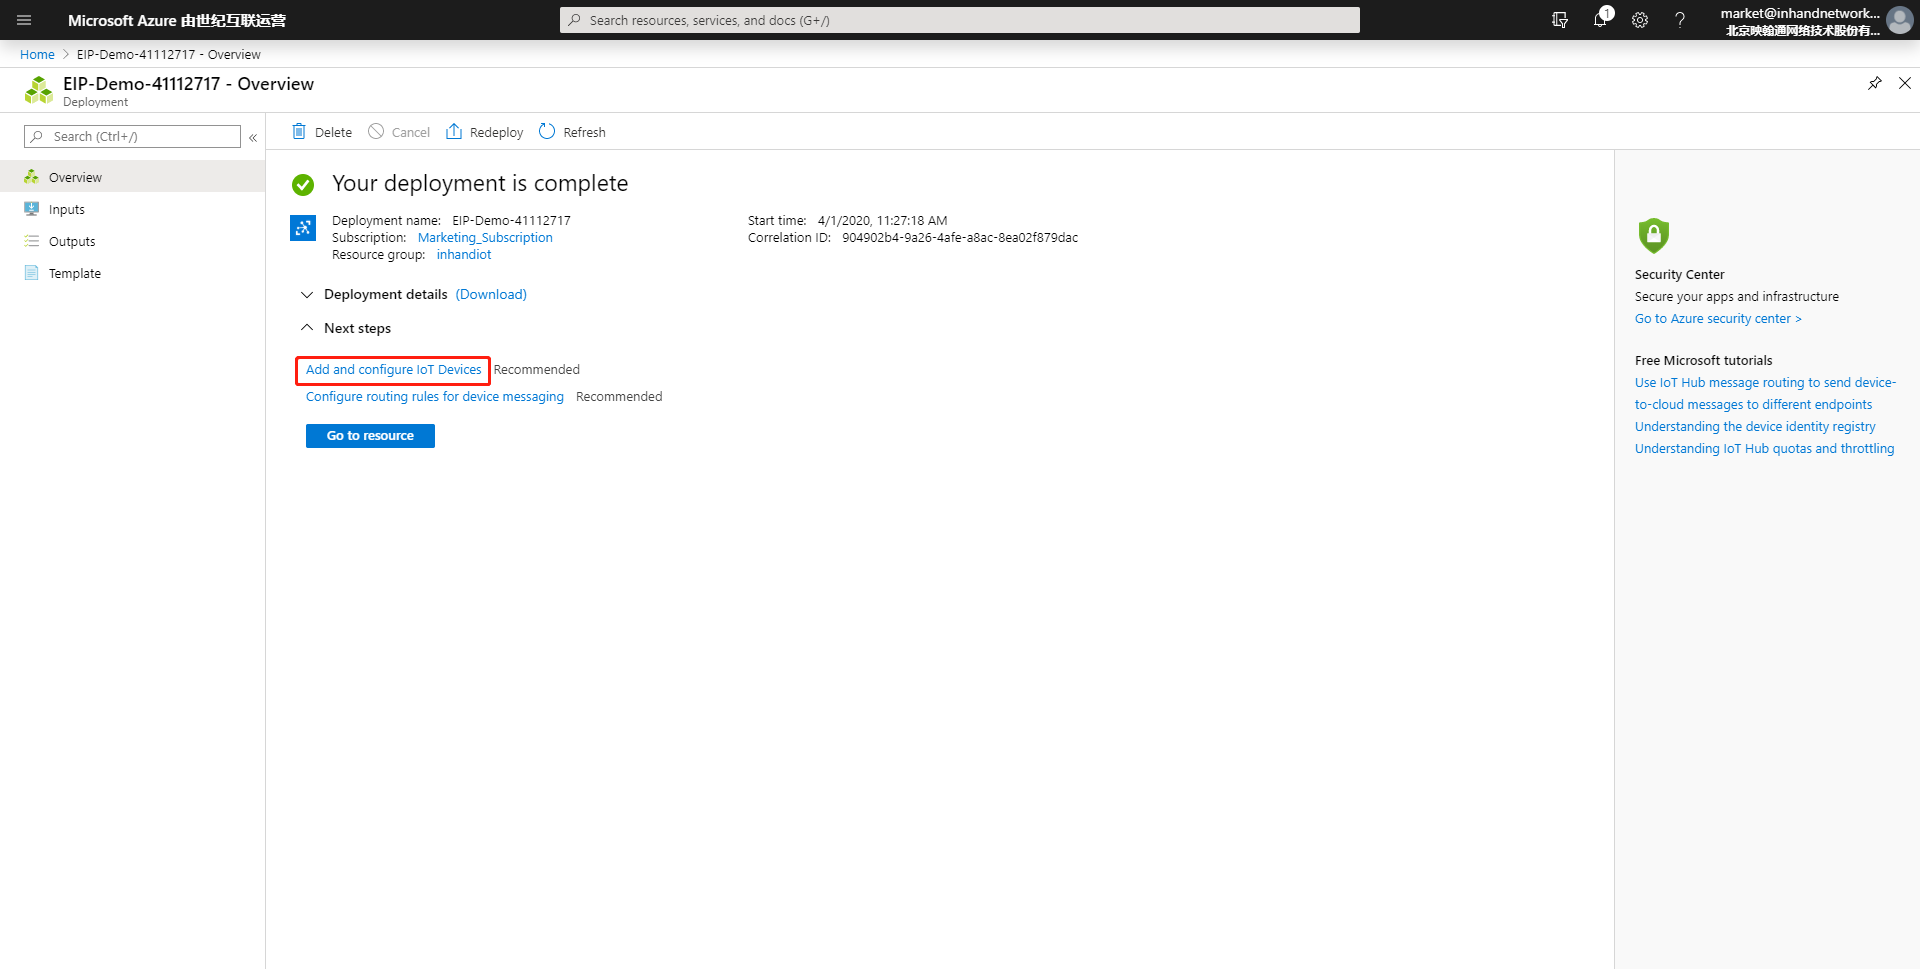 Microsoft Azure 由世纪互联运营
Search resources, services, and docs (G+/)
1
market@inhandnetwork...
北京映翰通网络技术股份有...
Home > EIP-Demo-41112717 - Overview
EIP-Demo-41112717 - Overview
Deployment
Search (Ctrl+/)
«
Overview
Inputs
Outputs
Template
Delete
Cancel
Redeploy
Refresh
Your deployment is complete
Deployment name: EIP-Demo-41112717
Subscription: Marketing_Subscription
Resource group: inhandiot
Start time: 4/1/2020, 11:27:18 AM
Correlation ID: 904902b4-9a26-4afe-a8ac-8ea02f879dac
Deployment details (Download)
Next steps
Add and configure IoT Devices Recommended
Configure routing rules for device messaging Recommended
Go to resource
Security Center
Secure your apps and infrastructure
Go to Azure security center >
Free Microsoft tutorials
Use IoT Hub message routing to send device-
to-cloud messages to different endpoints
Understanding the device identity registry
Understanding IoT Hub quotas and throttling